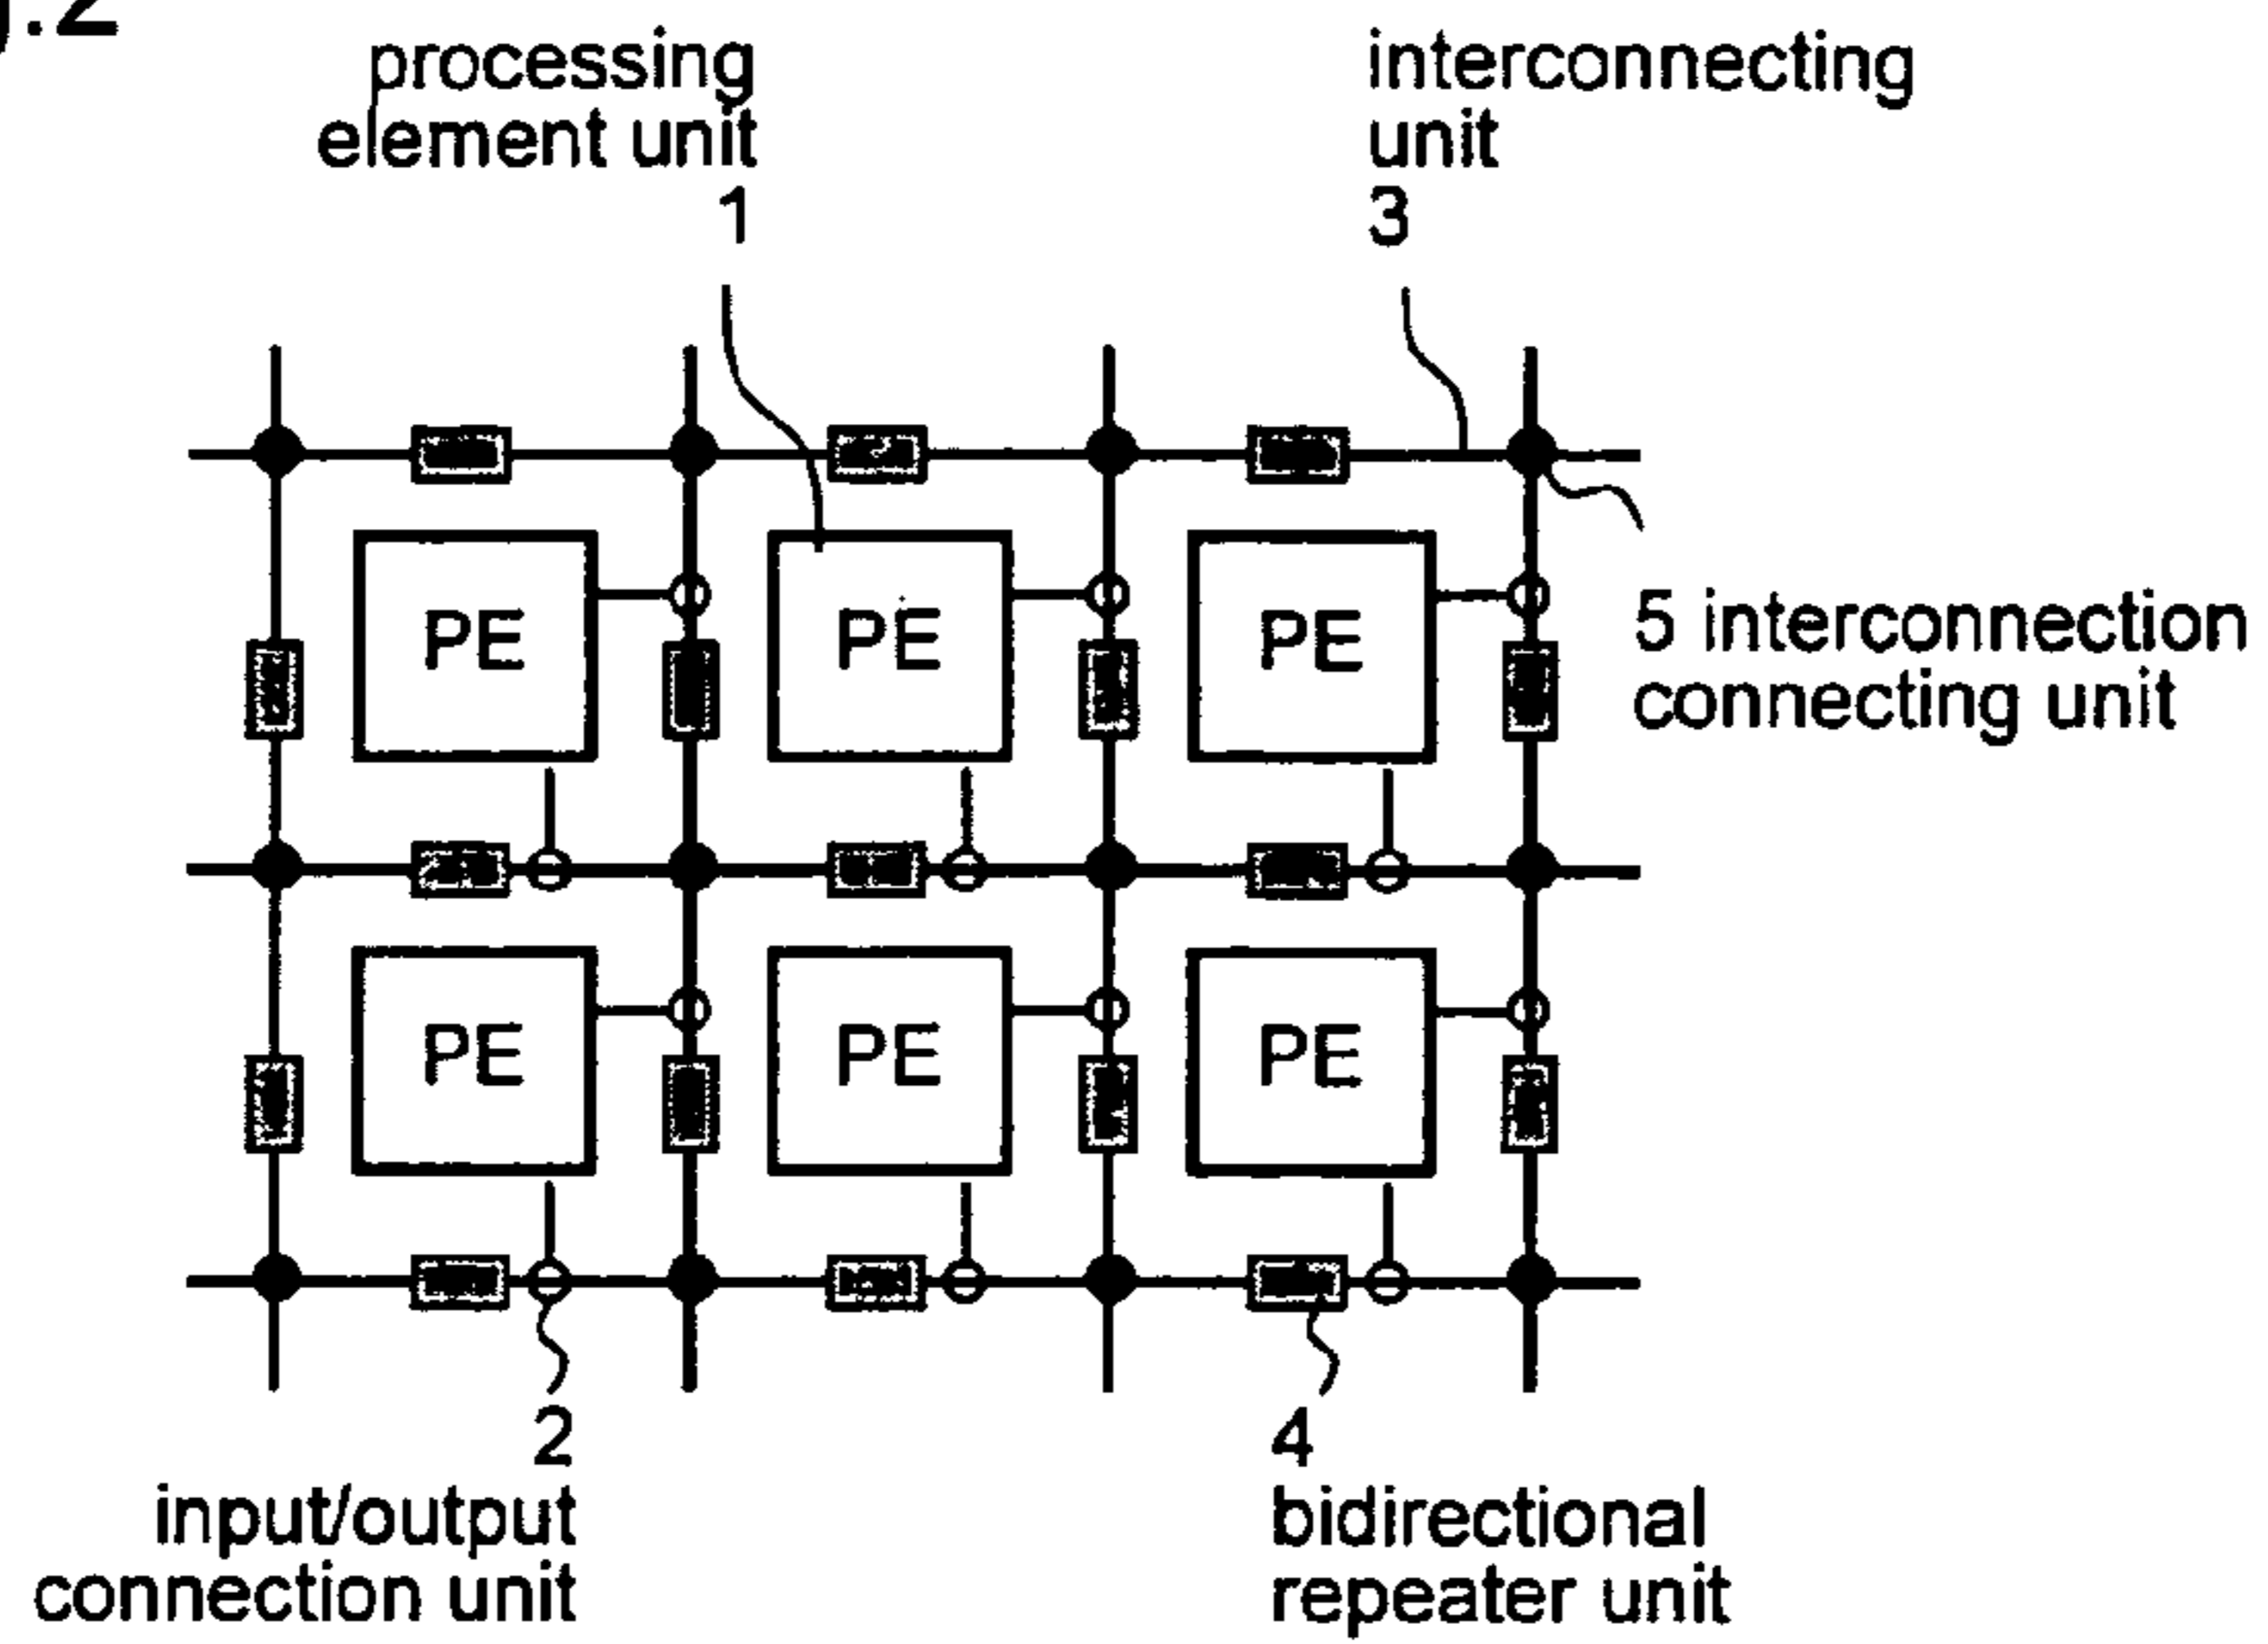 .2
processing
element unit
1
interconnecting
unit
3
PE PE PE
5 interconnection
connecting unit
PE PE PE
2
input/output
connection unit
4
bidirectional
repeater unit